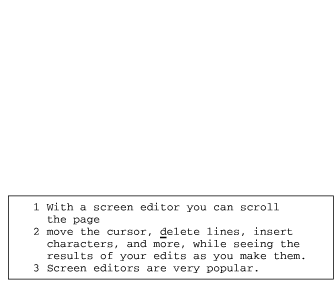 1 With a screen editor you can scroll
the page
2 move the cursor, delete lines, insert
characters, and more, while seeing the
results of your edits as you make them.
3 Screen editors are very popular.